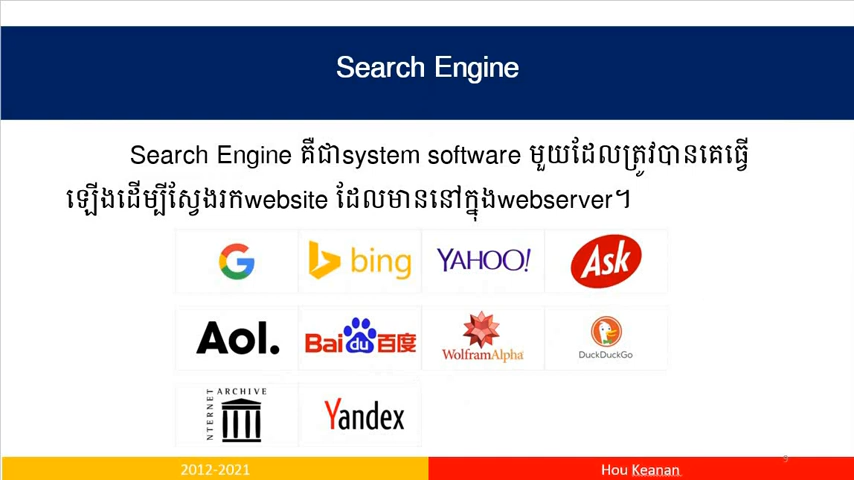 Search Engine
Search Engine គឺជាsystem software មួយដែលត្រូវបានគេធ្វើ
ឡើងដើម្បីស្វែងរកwebsite ដែលមាននៅក្នុងwebserver។
G bing YAHOO! Ask
Aol. Bai du 百度 WolframAlpha DuckDuckGo
INTERNET ARCHIVE Yandex
9
2012-2021 Hou Keanan